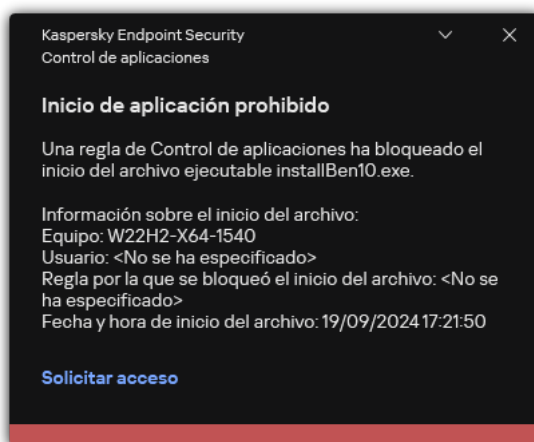 Kaspersky Endpoint Security
Control de aplicaciones
Inicio de aplicación prohibido
Una regla de Control de aplicaciones ha bloqueado el
inicio del archivo ejecutable installBen10.exe.
Información sobre el inicio del archivo:
Equipo: W22H2-X64-1540
Usuario: <No se ha especificado>
Regla por la que se bloqueó el inicio del archivo: <No se
ha especificado>
Fecha y hora de inicio del archivo: 19/09/2024 17:21:50
Solicitar acceso